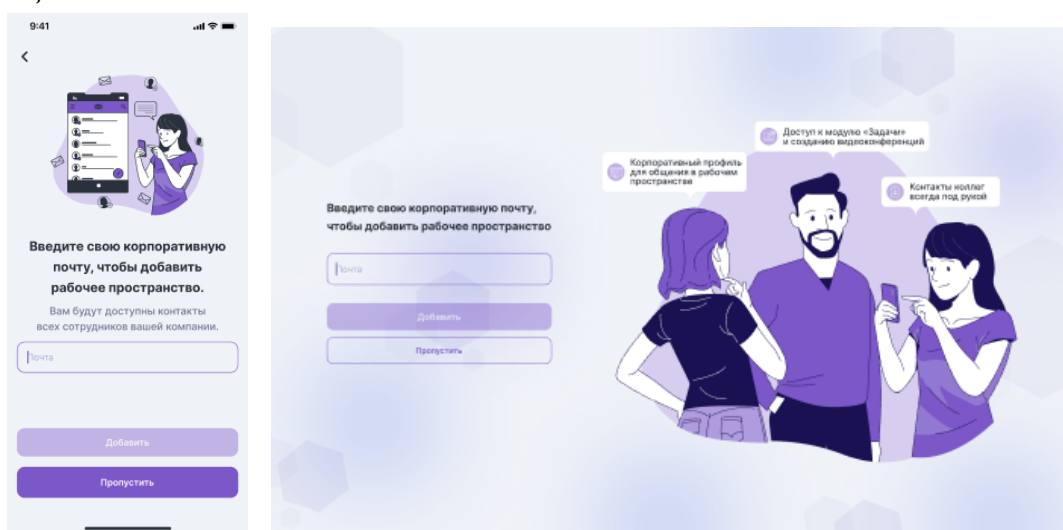 9:41
Введите свою корпоративную
почту, чтобы добавить
рабочее пространство.
Вам будут доступны контакты
всех сотрудников вашей компании.
Почта
Добавить
Пропустить
Введите свою корпоративную почту,
чтобы добавить рабочее пространство
Почта
Добавить
Пропустить
Доступ к модулю «Задачи»
и созданию видеоконференций
Корпоративный профиль
для общения в рабочем
пространстве
Контакты коллег
всегда под рукой